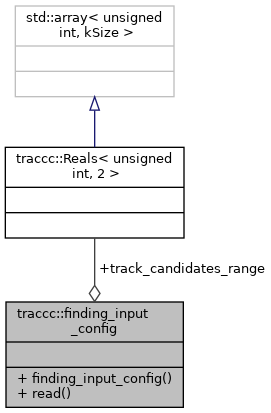 std::array< unsigned
int, kSize >
traccc::Reals< unsigned
int, 2 >
+track_candidates_range
traccc::finding_input
_config
+ finding_input_config()
+ read()